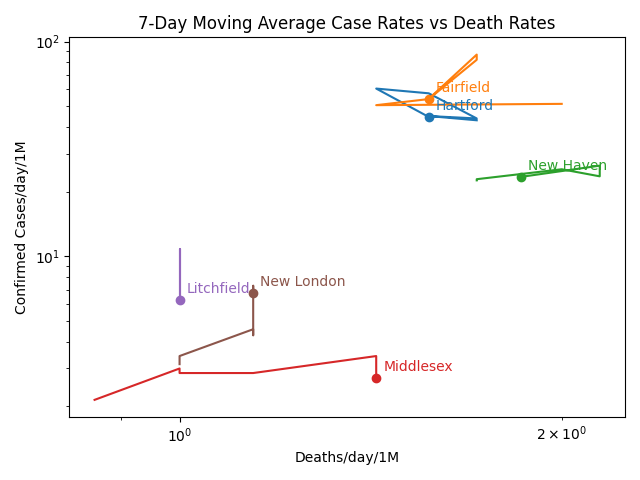 7-Day Moving Average Case Rates vs Death Rates
10²
Fairfield
Hartford
New Haven
Confirmed Cases/day/1M
10¹
New London
Litchfield
Middlesex
10⁰
2 × 10⁰
Deaths/day/1M